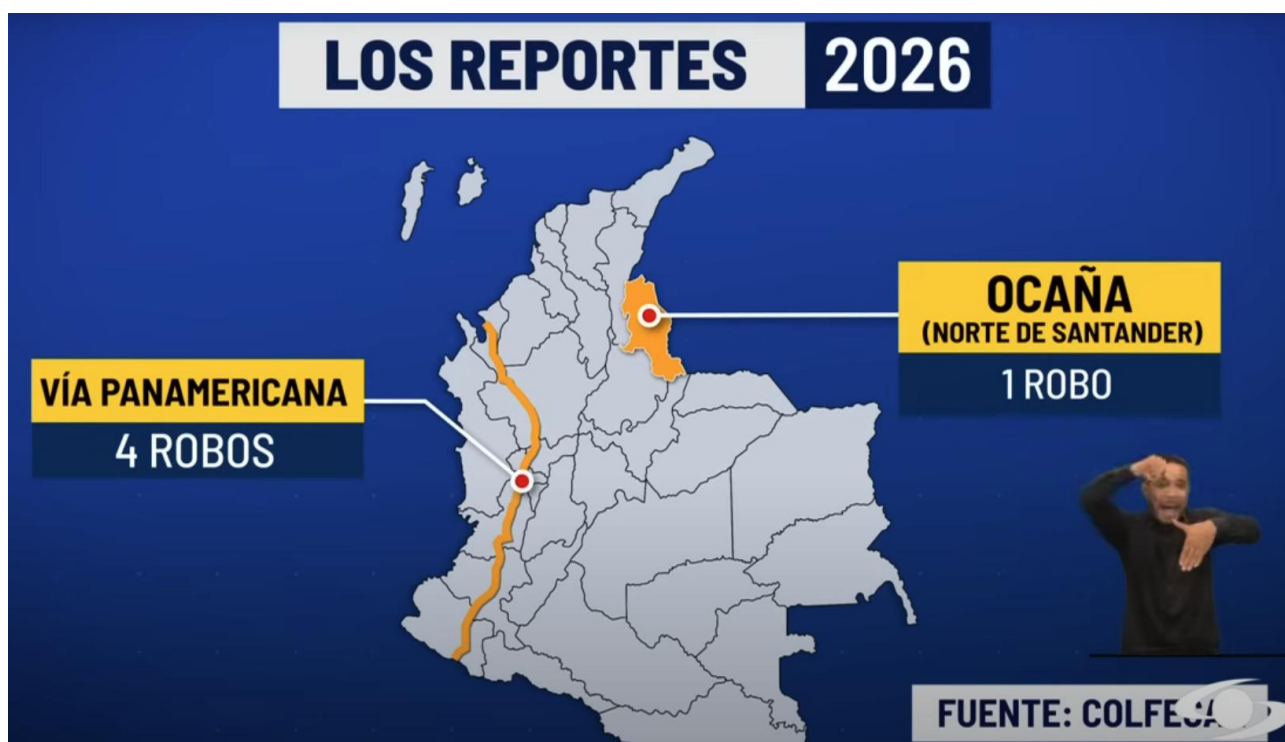 LOS REPORTES 2026
OCAÑA
(NORTE DE SANTANDER)
1 ROBO
VÍA PANAMERICANA
4 ROBOS
FUENTE: